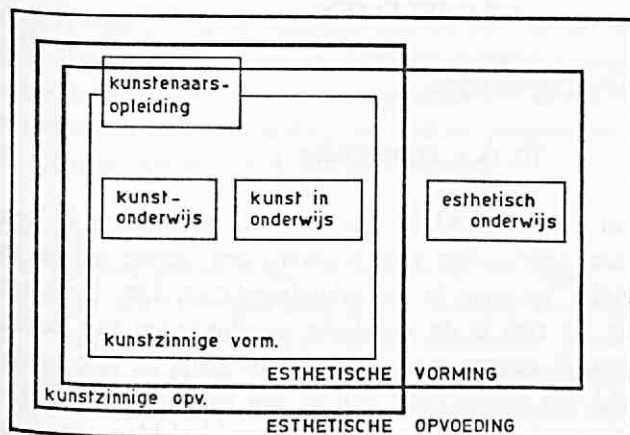 kunstenaars-
opleiding
kunst-
onderwijs
kunst in
onderwijs
esthetisch
onderwijs
kunstzinnige vorm.
ESTHETISCHE VORMING
kunstzinnige opv.
ESTHETISCHE OPVOEDING